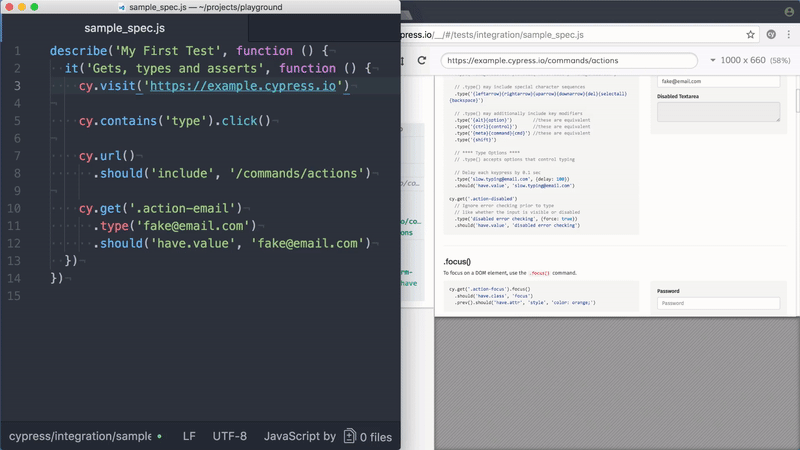 sample_spec.js — ~/projects/playground
sample_spec.js
1 describe('My First Test', function () {
2 it('Gets, types and asserts', function () {
3 cy.visit('https://example.cypress.io')
4
5 cy.contains('type').click()
6
7 cy.url()
8 .should('include', '/commands/actions')
9
10 cy.get('.action-email')
11 .type('fake@email.com')
12 .should('have.value', 'fake@email.com')
13 })
14 })
15
cypress/integration/sample
LF
UTF-8
JavaScript by
0 files
press.io/__/#/tests/integration/sample_spec.js
https://example.cypress.io/commands/actions
1000 x 660 (58%)
// .type() may include special character sequences
.type('{leftarrow}{rightarrow}{uparrow}{downarrow}{del}{selectall}
{backspace}')
// .type() may additionally include key modifiers
.type('{alt}{option}') //these are equivalent
.type('{ctrl}{control}') //these are equivalent
.type('{meta}{command}{cmd}') //these are equivalent
.type('{shift}')
// **** Type Options ****
// .type() accepts options that control typing
// Delay each keypress by 0.1 sec
.type('slow.typing@email.com', {delay: 100})
.should('have.value', 'slow.typing@email.com')
cy.get('.action-disabled')
// ignore error checking prior to type
// like whether the input is visible or disabled
.type('disabled error checking', {force: true})
.should('have.value', 'disabled error checking')
fake@email.com
Disabled Textarea
.focus()
To focus on a DOM element, use the .focus() command.
cy.get('.action-focus').focus()
.should('have.class', 'focus')
.prev().should('have.attr', 'style', 'color: orange;')
Password
Password
/co…
io/co…
tions
rm-
have